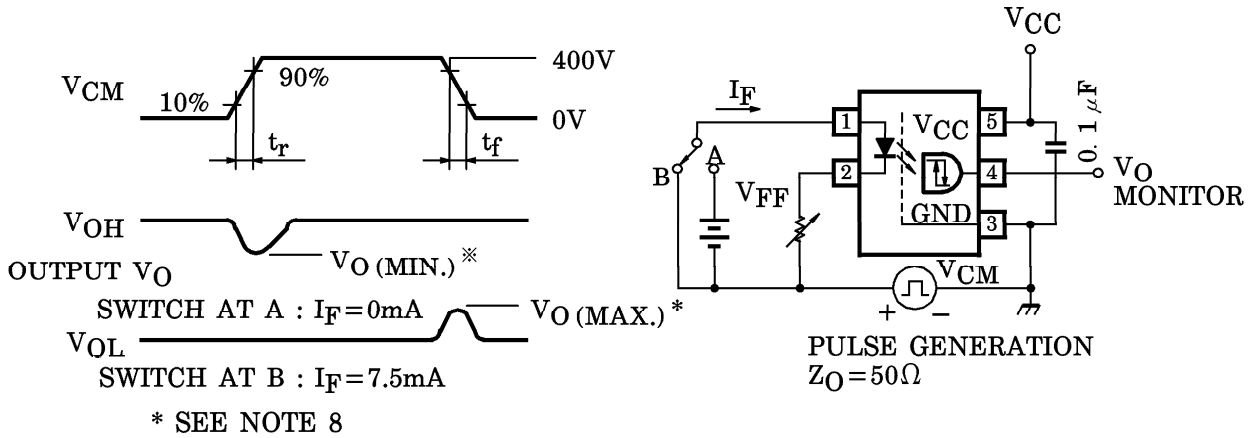 VCM
10%
90%
400V
0V
tr
tf
VOH
VO (MIN.) ※
OUTPUT VO
SWITCH AT A : IF=0mA
VO (MAX.) *
VOL
SWITCH AT B : IF=7.5mA
* SEE NOTE 8
VCC
IF
1
VCC
5
0.1μF
B
A
2
4
VO
MONITOR
VFF
GND
3
VCM
+
−
PULSE GENERATION
ZO=50Ω